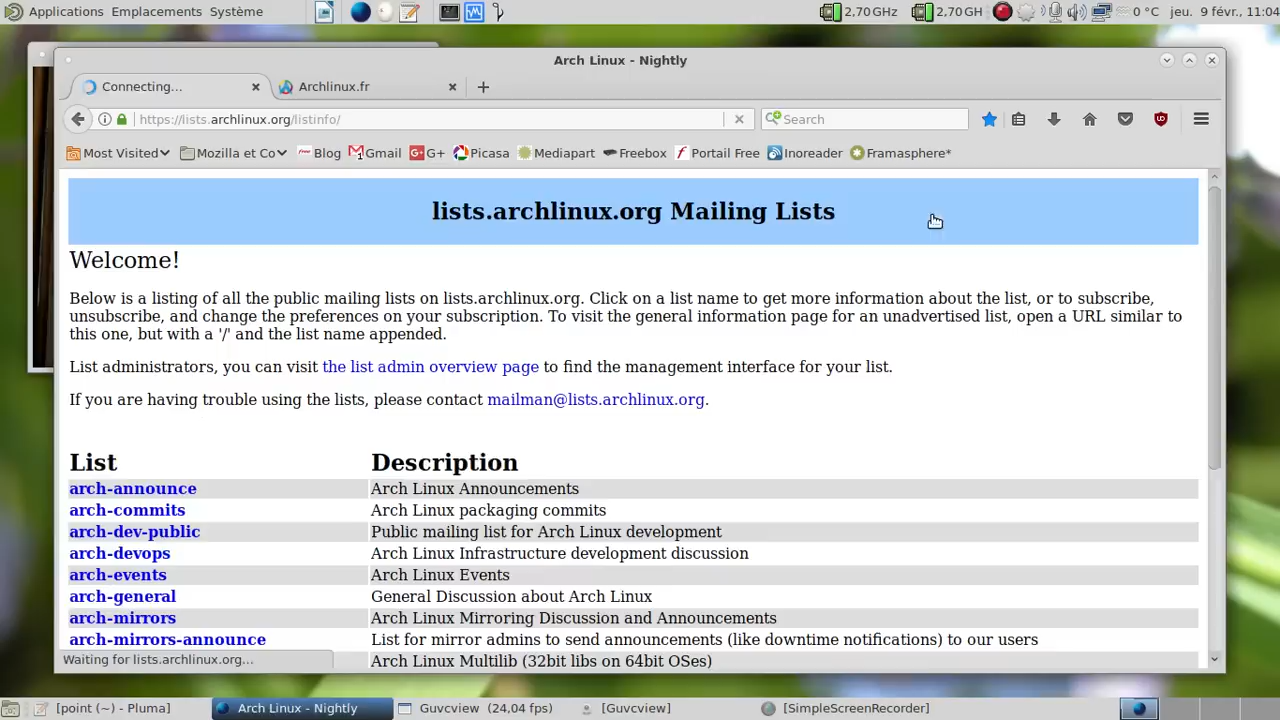 Applications Emplacements Système 2,70 GHz 2,70 GH 0 °C jeu. 9 févr., 11:04
Arch Linux - Nightly
Connecting... Archlinux.fr
https://lists.archlinux.org/listinfo/ Search
Most Visited Mozilla et Co Blog Gmail G+ Picasa Mediapart Freebox Portail Free Inoreader Framasphere*
lists.archlinux.org Mailing Lists
Welcome!
Below is a listing of all the public mailing lists on lists.archlinux.org. Click on a list name to get more information about the list, or to subscribe,
unsubscribe, and change the preferences on your subscription. To visit the general information page for an unadvertised list, open a URL similar to
this one, but with a '/' and the list name appended.
List administrators, you can visit the list admin overview page to find the management interface for your list.
If you are having trouble using the lists, please contact mailman@lists.archlinux.org.
List Description
arch-announce Arch Linux Announcements
arch-commits Arch Linux packaging commits
arch-dev-public Public mailing list for Arch Linux development
arch-devops Arch Linux Infrastructure development discussion
arch-events Arch Linux Events
arch-general General Discussion about Arch Linux
arch-mirrors Arch Linux Mirroring Discussion and Announcements
arch-mirrors-announce List for mirror admins to send announcements (like downtime notifications) to our users
Waiting for lists.archlinux.org... Arch Linux Multilib (32bit libs on 64bit OSes)
[point (~) - Pluma] Arch Linux - Nightly Guvcview (24,04 fps) [Guvcview] [SimpleScreenRecorder]